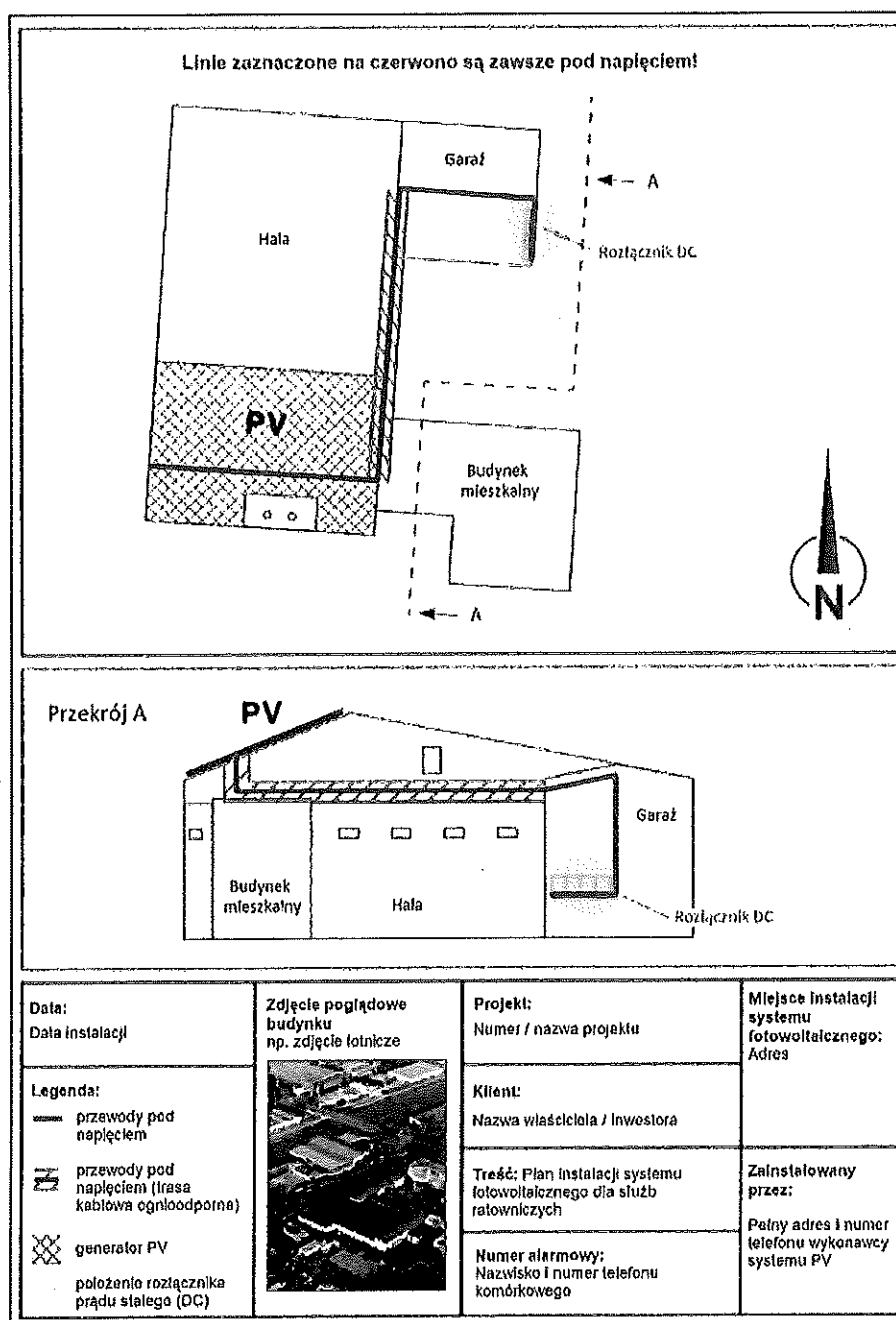 Linie zaznaczone na czerwono są zawsze pod napięciem!
Garaż
A
Hala
Rozłącznik DC
PV
Budynek
mieszkalny
A
N
Przekrój A
PV
Garaż
Budynek
mieszkalny
Hala
Rozłącznik DC
Data:
Data instalacji
Legenda:
przewody pod
napięciem
przewody pod
napięciem (trasa
kablowa ognioodporna)
generator PV
położenie rozłącznika
prądu stałego (DC)
Zdjęcie poglądowe
budynku
np. zdjęcie lotnicze
Projekt:
Numer / nazwa projektu
Klient:
Nazwa właściciela / inwestora
Treść: Plan instalacji systemu
fotowoltaicznego dla służb
ratowniczych
Numer alarmowy:
Nazwisko i numer telefonu
komórkowego
Miejsce instalacji
systemu
fotowoltaicznego:
Adres
Zainstalowany
przez:
Pełny adres i numer
telefonu wykonawcy
systemu PV